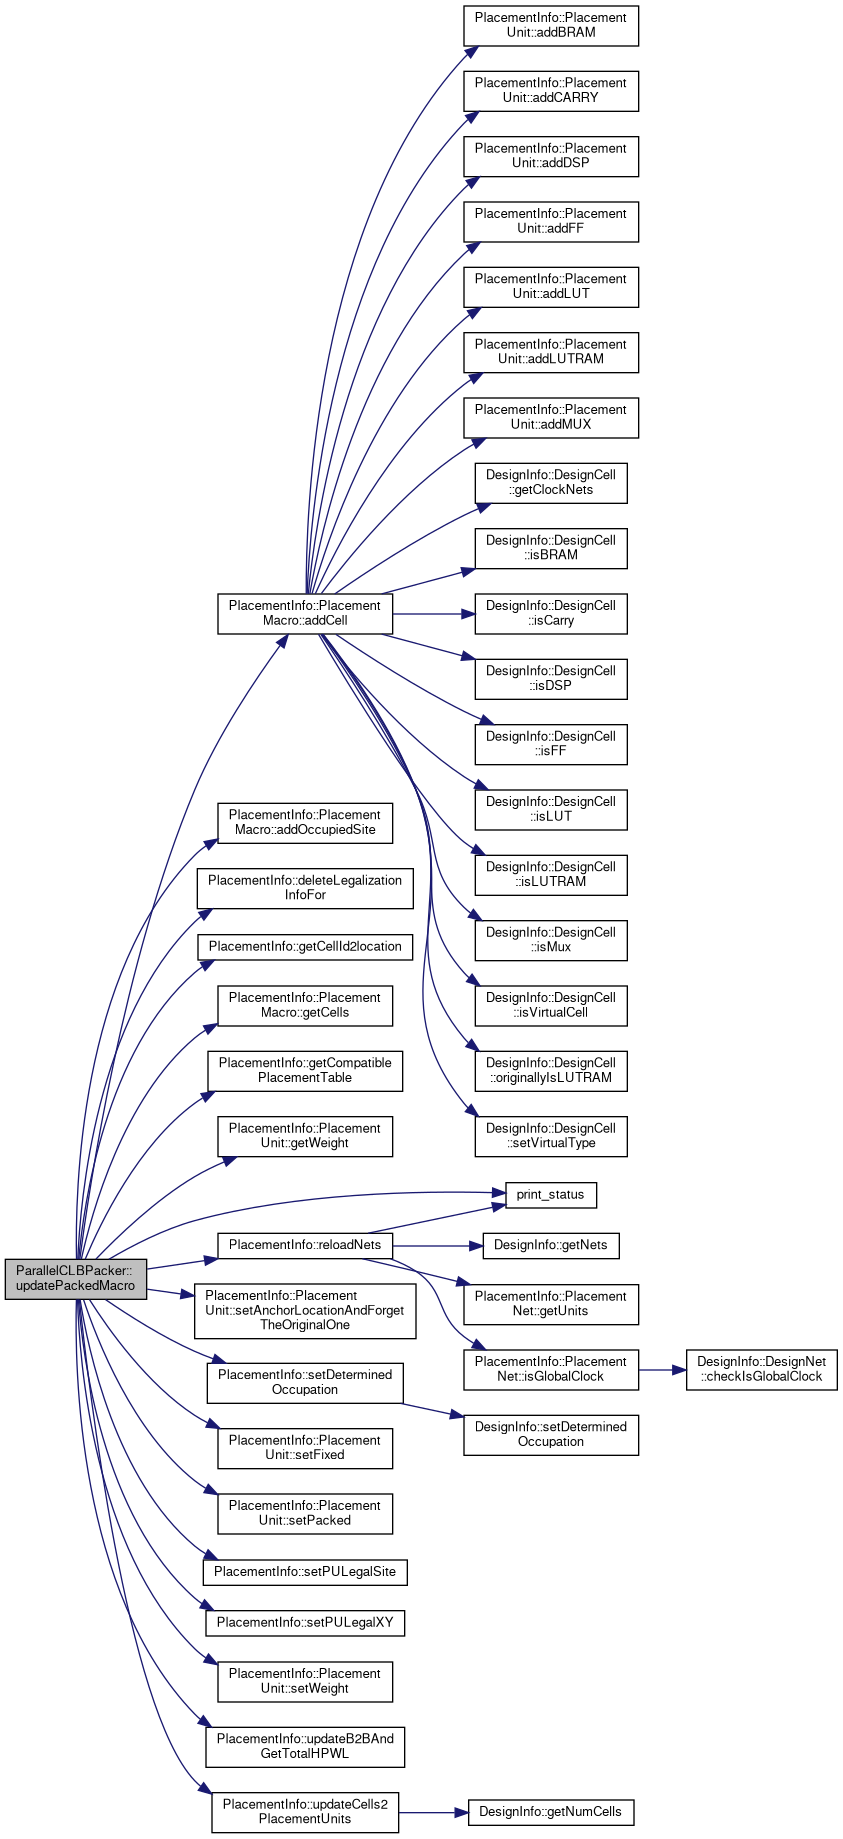 PlacementInfo::Placement
Unit::addBRAM
PlacementInfo::Placement
Unit::addCARRY
PlacementInfo::Placement
Unit::addDSP
PlacementInfo::Placement
Unit::addFF
PlacementInfo::Placement
Unit::addLUT
PlacementInfo::Placement
Unit::addLUTRAM
PlacementInfo::Placement
Unit::addMUX
DesignInfo::DesignCell
::getClockNets
DesignInfo::DesignCell
::isBRAM
PlacementInfo::Placement
Macro::addCell
DesignInfo::DesignCell
::isCarry
DesignInfo::DesignCell
::isDSP
DesignInfo::DesignCell
::isFF
DesignInfo::DesignCell
::isLUT
PlacementInfo::Placement
Macro::addOccupiedSite
DesignInfo::DesignCell
::isLUTRAM
PlacementInfo::deleteLegalization
InfoFor
DesignInfo::DesignCell
::isMux
PlacementInfo::getCellId2location
DesignInfo::DesignCell
::isVirtualCell
PlacementInfo::Placement
Macro::getCells
DesignInfo::DesignCell
::originallyIsLUTRAM
PlacementInfo::getCompatible
PlacementTable
DesignInfo::DesignCell
::setVirtualType
PlacementInfo::Placement
Unit::getWeight
print_status
PlacementInfo::reloadNets
DesignInfo::getNets
ParallelCLBPacker::
updatePackedMacro
PlacementInfo::Placement
Net::getUnits
PlacementInfo::Placement
Unit::setAnchorLocationAndForget
TheOriginalOne
PlacementInfo::Placement
Net::isGlobalClock
DesignInfo::DesignNet
::checkIsGlobalClock
PlacementInfo::setDetermined
Occupation
DesignInfo::setDetermined
Occupation
PlacementInfo::Placement
Unit::setFixed
PlacementInfo::Placement
Unit::setPacked
PlacementInfo::setPULegalSite
PlacementInfo::setPULegalXY
PlacementInfo::Placement
Unit::setWeight
PlacementInfo::updateB2BAnd
GetTotalHPWL
PlacementInfo::updateCells2
PlacementUnits
DesignInfo::getNumCells